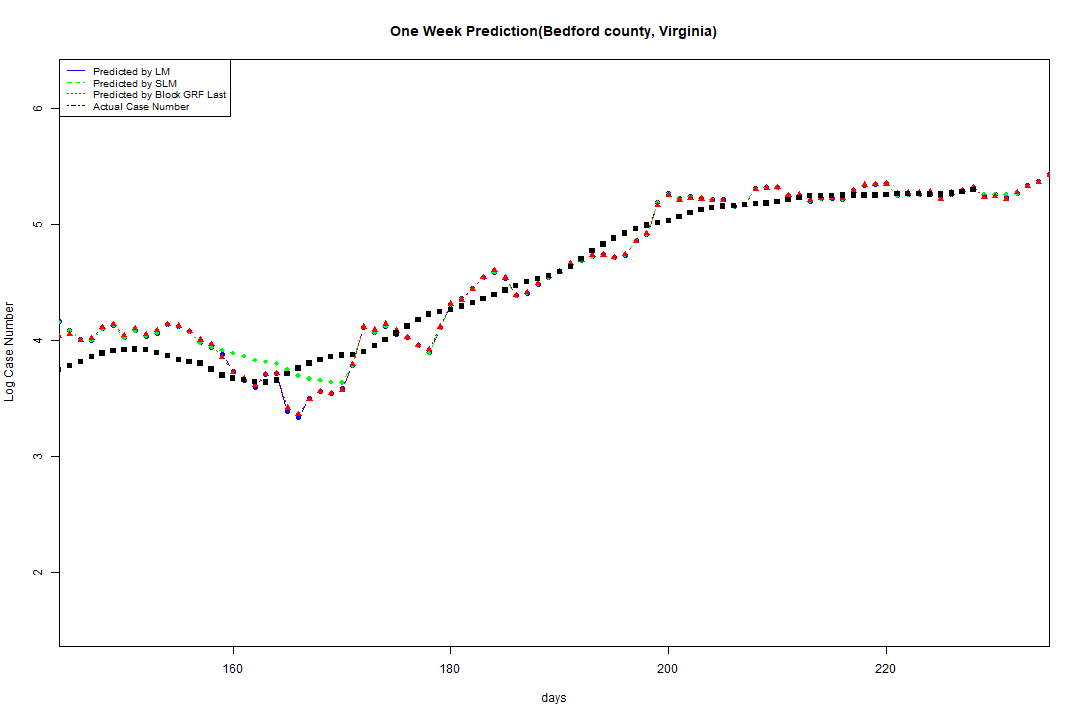 One Week Prediction(Bedford county, Virginia)
Predicted by LM
Predicted by SLM
Predicted by Block GRF Last
Actual Case Number
6
5
4
3
2
Log Case Number
160 180 200 220
days